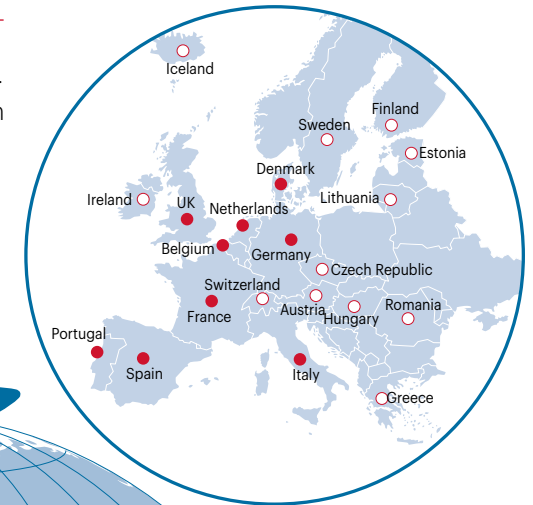 Iceland
Finland
Sweden
Estonia
Denmark
Ireland
UK
Netherlands
Lithuania
Belgium
Germany
Czech Republic
Switzerland
Austria
Hungary
Romania
France
Portugal
Spain
Italy
Greece